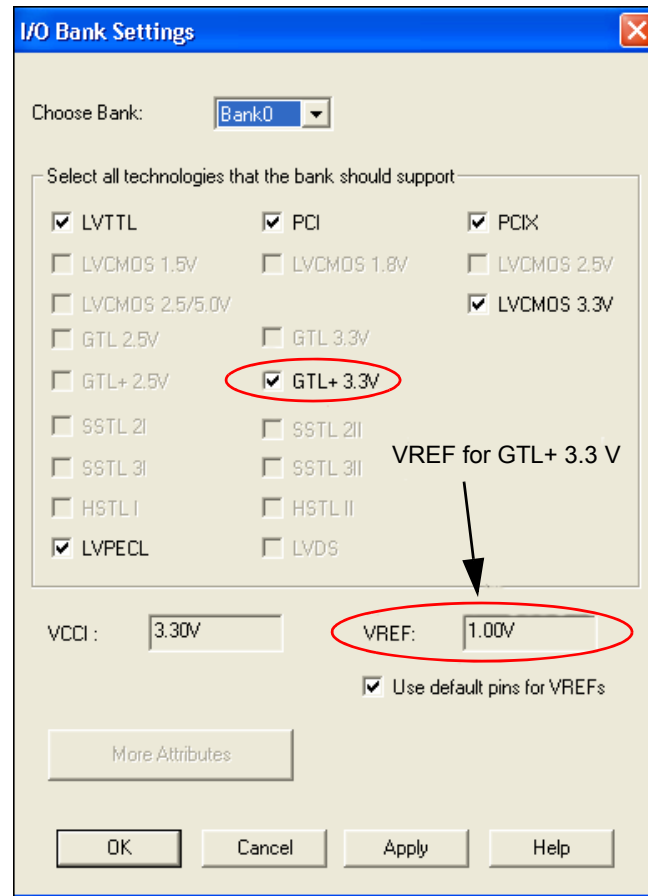 I/O Bank Settings
Choose Bank: Bank0
Select all technologies that the bank should support
LVTTL PCI PCIX
LVCMOS 1.5V LVCMOS 1.8V LVCMOS 2.5V
LVCMOS 2.5/5.0V LVCMOS 3.3V
GTL 2.5V GTL 3.3V
GTL+ 2.5V GTL+ 3.3V
SSTL 2I SSTL 2II
VREF for GTL+ 3.3 V
SSTL 3I SSTL 3II
HSTL I HSTL II
LVPECL LVDS
VCCI : 3.30V VREF: 1.00V
Use default pins for VREFs
More Attributes
OK Cancel Apply Help